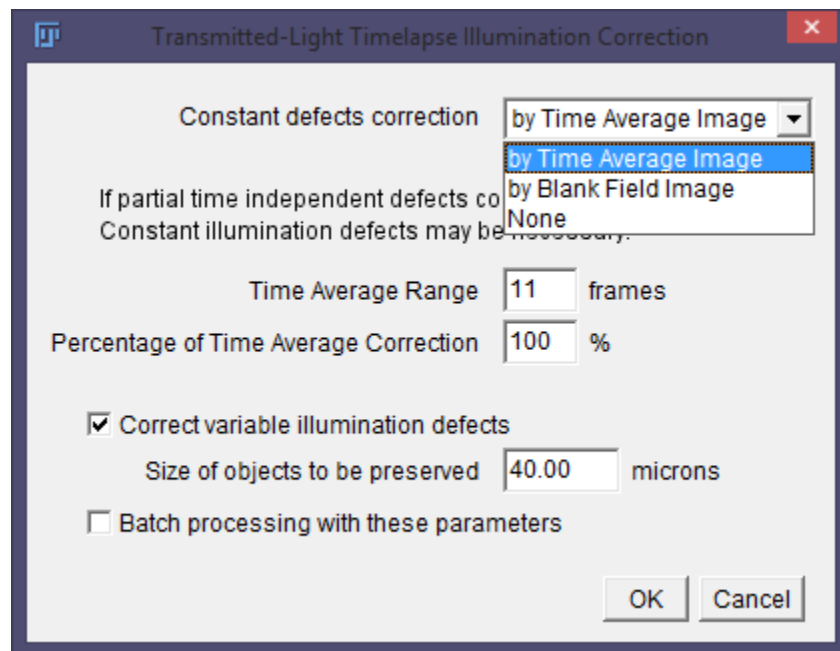 Transmitted-Light Timelapse Illumination Correction
Constant defects correction by Time Average Image
by Time Average Image
by Blank Field Image
None
If partial time independent defects co
Constant illumination defects may be necessary.
Time Average Range 11 frames
Percentage of Time Average Correction 100 %
Correct variable illumination defects
Size of objects to be preserved 40.00 microns
Batch processing with these parameters
OK Cancel